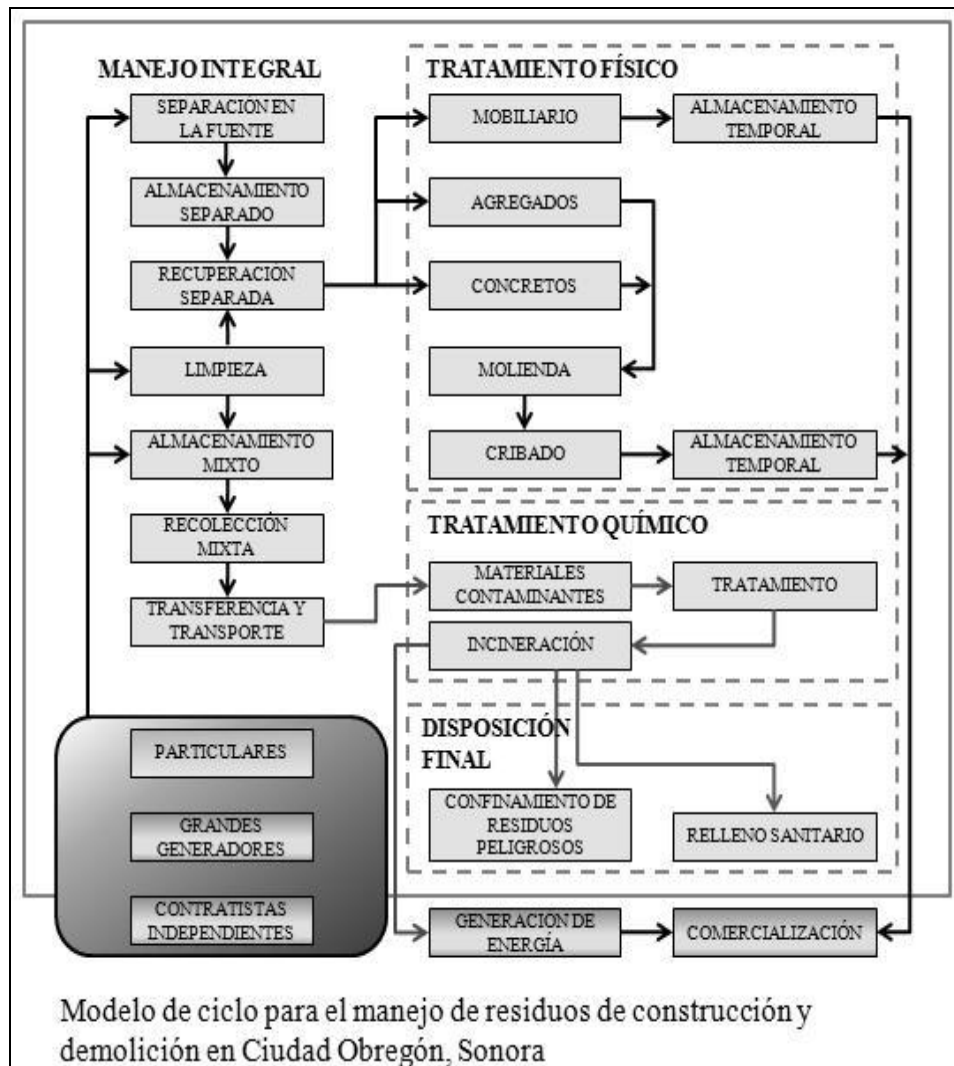 MANEJO INTEGRAL
SEPARACIÓN EN
LA FUENTE
ALMACENAMIENTO
SEPARADO
RECUPERACIÓN
SEPARADA
LIMPIEZA
ALMACENAMIENTO
MIXTO
RECOLECCIÓN
MIXTA
TRANSFERENCIA Y
TRANSPORTE
PARTICULARES
GRANDES
GENERADORES
CONTRATISTAS
INDEPENDIENTES
TRATAMIENTO FÍSICO
MOBILIARIO
ALMACENAMIENTO
TEMPORAL
AGREGADOS
CONCRETOS
MOLIENDA
CRIBADO
ALMACENAMIENTO
TEMPORAL
TRATAMIENTO QUÍMICO
MATERIALES
CONTAMINANTES
TRATAMIENTO
INCINERACIÓN
DISPOSICIÓN
FINAL
CONFINAMIENTO DE
RESIDUOS
PELIGROSOS
RELLENO SANITARIO
GENERACION DE
ENERGÍA
COMERCIALIZACIÓN
Modelo de ciclo para el manejo de residuos de construcción y
demolición en Ciudad Obregón, Sonora